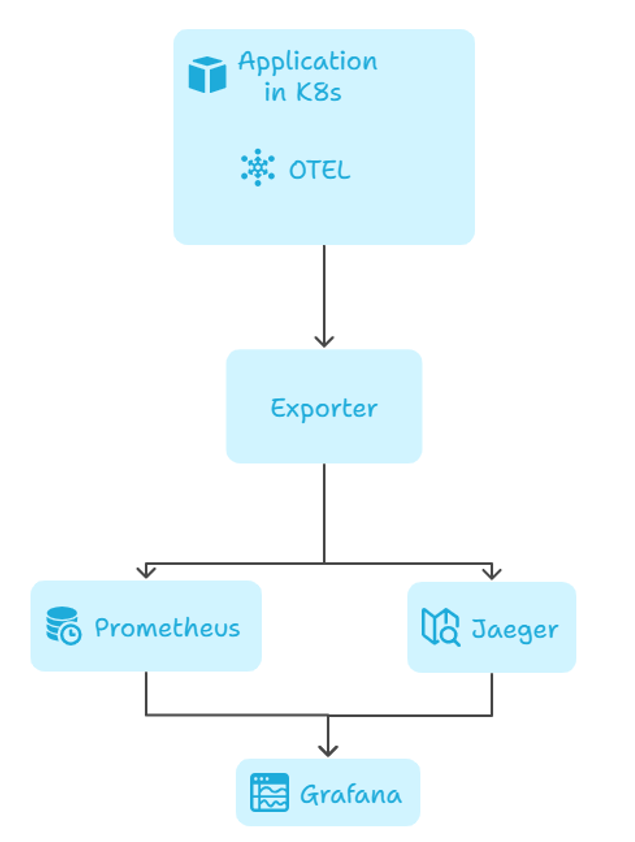 Application
in K8s
OTEL
Exporter
Prometheus
Jaeger
Grafana